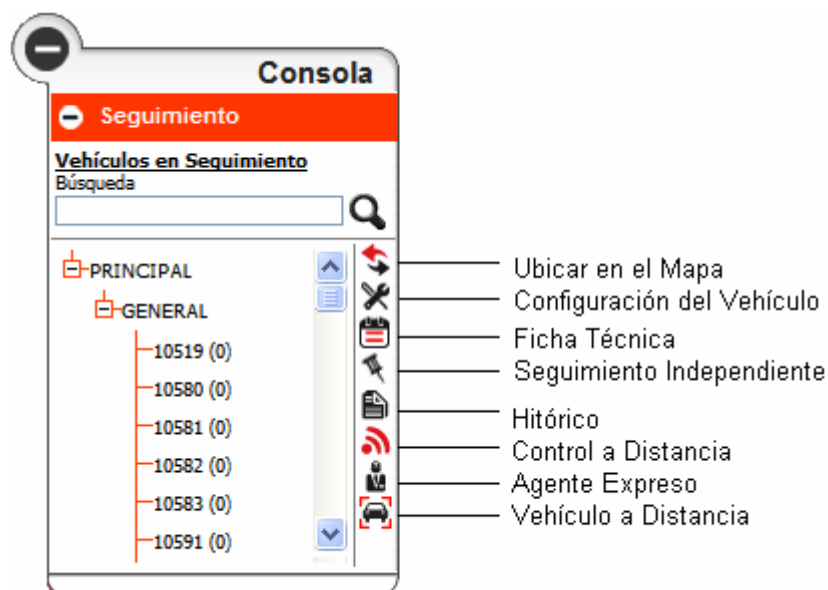 Consola
Seguimiento
Vehículos en Seguimiento
Búsqueda
PRINCIPAL
GENERAL
10519 (0)
10580 (0)
10581 (0)
10582 (0)
10583 (0)
10591 (0)
Ubicar en el Mapa
Configuración del Vehículo
Ficha Técnica
Seguimiento Independiente
Hitórico
Control a Distancia
Agente Expreso
Vehículo a Distancia